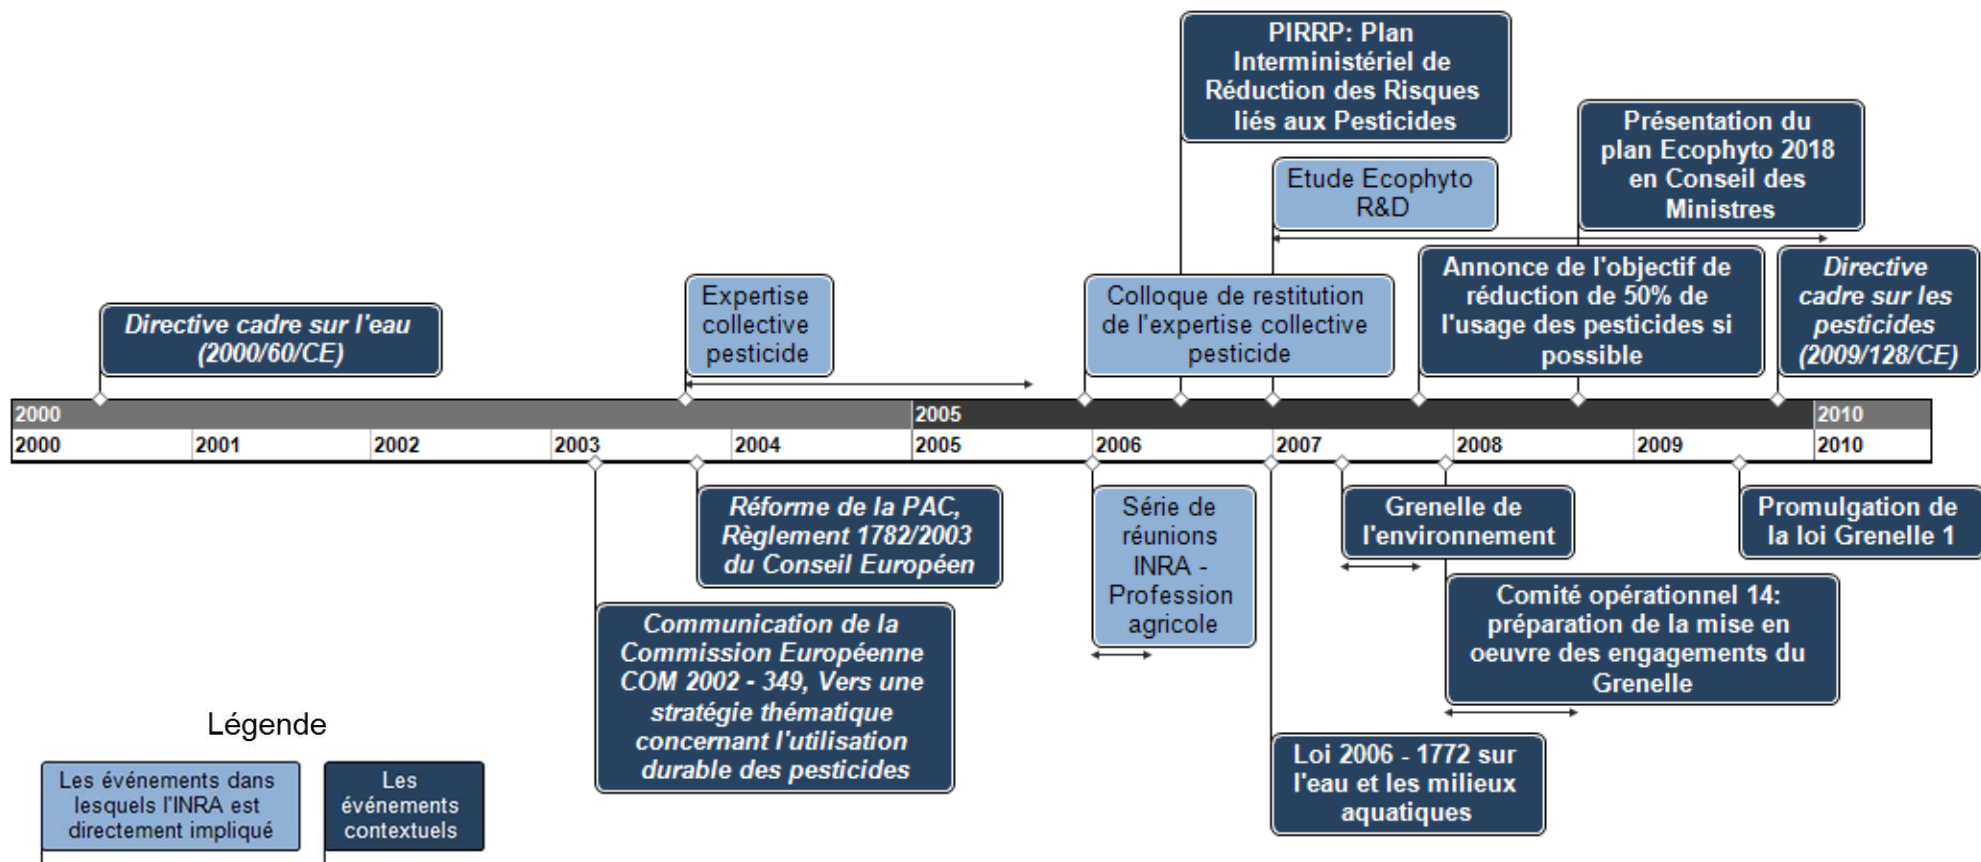 PIRRP: Plan
Interministériel de
Réduction des Risques
liés aux Pesticides
Présentation du
plan Ecophyto 2018
en Conseil des
Ministres
Etude Ecophyto
R&D
Directive cadre sur l'eau
(2000/60/CE)
Expertise
collective
pesticide
Colloque de restitution
de l'expertise collective
pesticide
Annonce de l'objectif de
réduction de 50% de
l'usage des pesticides si
possible
Directive
cadre sur les
pesticides
(2009/128/CE)
2000 2005 2010
2000 2001 2002 2003 2004 2005 2006 2007 2008 2009 2010
Réforme de la PAC,
Règlement 1782/2003
du Conseil Européen
Série de
réunions
INRA -
Profession
agricole
Grenelle de
l'environnement
Promulgation de
la loi Grenelle 1
Communication de la
Commission Européenne
COM 2002 - 349, Vers une
stratégie thématique
concernant l'utilisation
durable des pesticides
Comité opérationnel 14:
préparation de la mise en
oeuvre des engagements du
Grenelle
Loi 2006 - 1772 sur
l'eau et les milieux
aquatiques
Légende
Les événements dans
lesquels l'INRA est
directement impliqué
Les
événements
contextuels